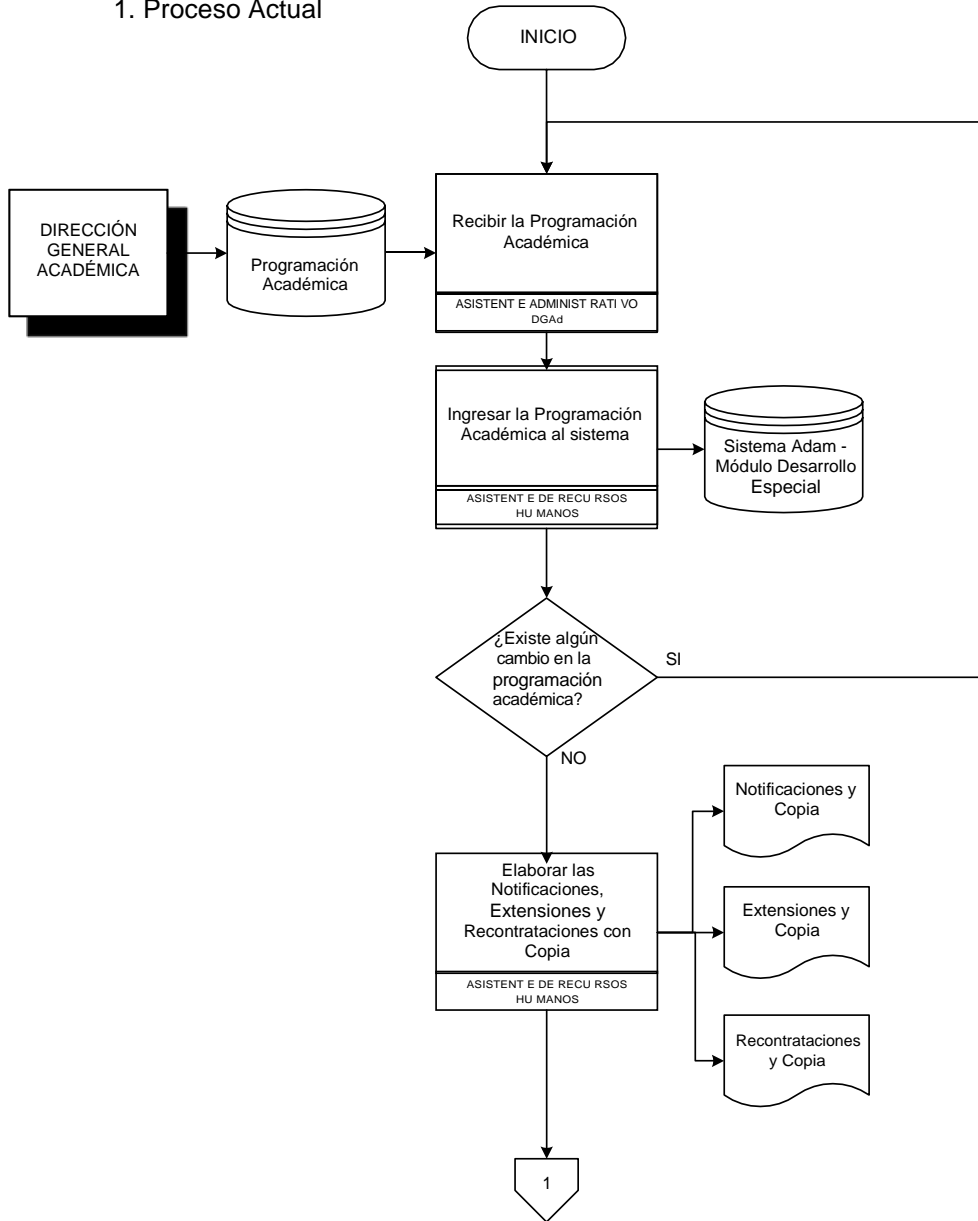 1. Proceso Actual
INICIO
DIRECCIÓN
GENERAL
ACADÉMICA
Programación
Académica
Recibir la Programación
Académica
ASISTENT E ADMINIST RATI VO
DGAd
Ingresar la Programación
Académica al sistema
ASISTENT E DE RECU RSOS
HU MANOS
Sistema Adam -
Módulo Desarrollo
Especial
¿Existe algún
cambio en la
programación
académica?
SI
NO
Elaborar las
Notificaciones,
Extensiones y
Recontrataciones con
Copia
ASISTENT E DE RECU RSOS
HU MANOS
Notificaciones y
Copia
Extensiones y
Copia
Recontrataciones
y Copia
1